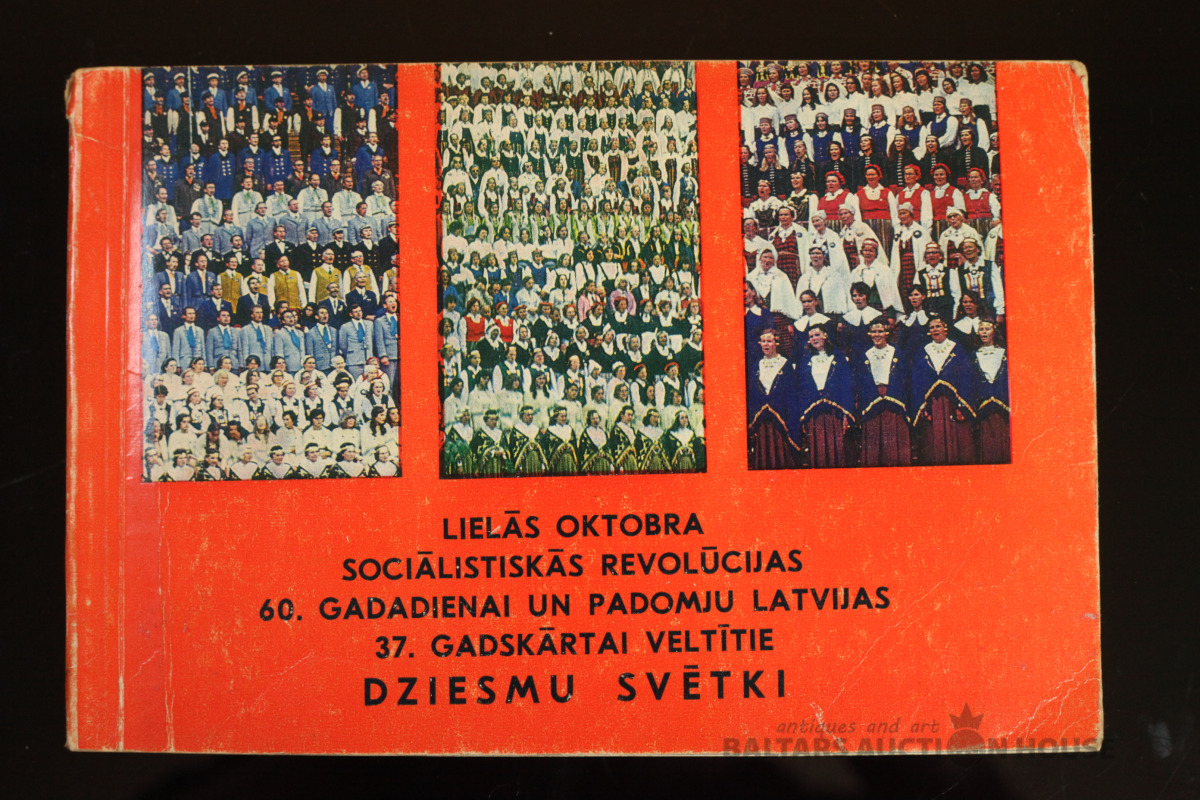 LIELĀS OKTOBRA
SOCIĀLISTISKĀS REVOLŪCIJAS
60. GADADIENAI UN PADOMJU LATVIJAS
37. GADSKĀRTAI VELTĪTIE
DZIESMU SVĒTKI
antiques and art
BALTARS AUCTION HOUSE